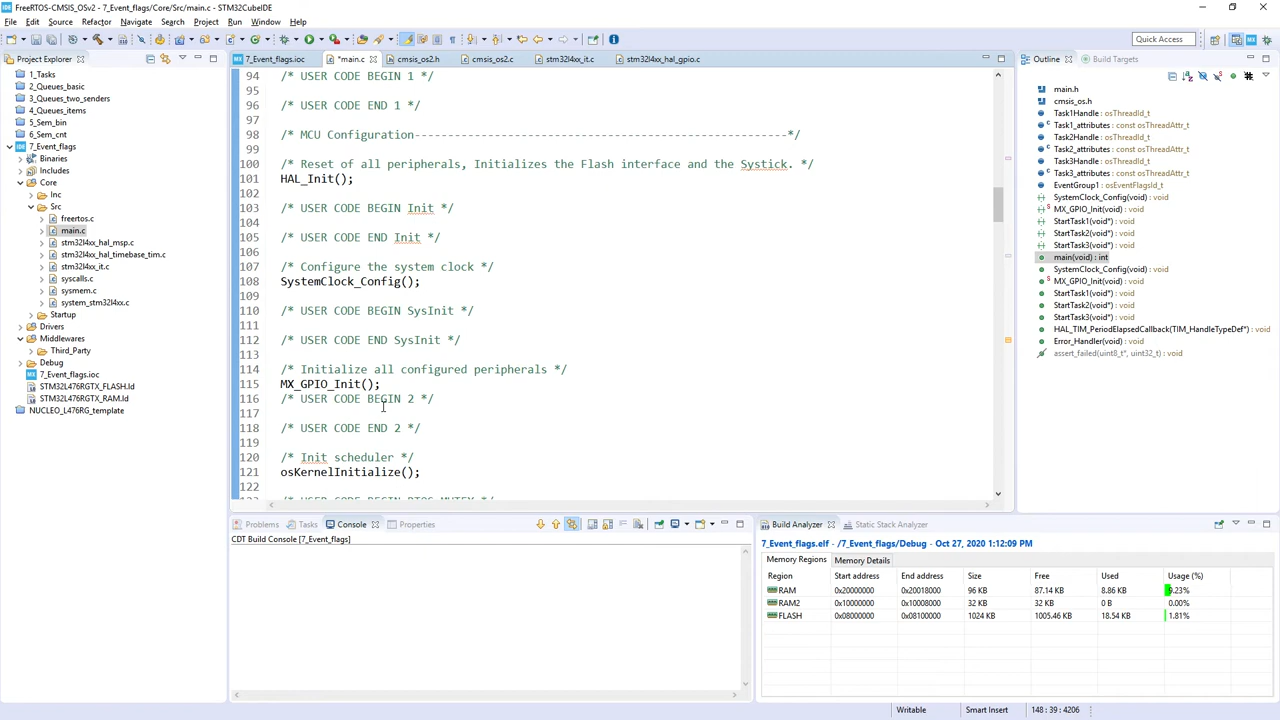 FreeRTOS-CMSIS_OSv2 - 7_Event_flags/Core/Src/main.c - STM32CubeIDE
File Edit Source Refactor Navigate Search Project Run Window Help
Quick Access
Project Explorer
1_Tasks
2_Queues_basic
3_Queues_two_senders
4_Queues_items
5_Sem_bin
6_Sem_cnt
7_Event_flags
Binaries
Includes
Core
Inc
Src
freertos.c
main.c
stm32l4xx_hal_msp.c
stm32l4xx_hal_timebase_tim.c
stm32l4xx_it.c
syscalls.c
sysmem.c
system_stm32l4xx.c
Startup
Drivers
Middlewares
Third_Party
Debug
7_Event_flags.ioc
STM32L476RGTX_FLASH.ld
STM32L476RGTX_RAM.ld
NUCLEO_L476RG_template
7_Event_flags.ioc *main.c cmsis_os2.h cmsis_os2.c stm32l4xx_it.c stm32l4xx_hal_gpio.c
94 /* USER CODE BEGIN 1 */
95
96 /* USER CODE END 1 */
97
98 /* MCU Configuration--------------------------------------------------------*/
99
100 /* Reset of all peripherals, Initializes the Flash interface and the Systick. */
101 HAL_Init();
102
103 /* USER CODE BEGIN Init */
104
105 /* USER CODE END Init */
106
107 /* Configure the system clock */
108 SystemClock_Config();
109
110 /* USER CODE BEGIN SysInit */
111
112 /* USER CODE END SysInit */
113
114 /* Initialize all configured peripherals */
115 MX_GPIO_Init();
116 /* USER CODE BEGIN 2 */
117
118 /* USER CODE END 2 */
119
120 /* Init scheduler */
121 osKernelInitialize();
122
123 /* USER CODE BEGIN RTOS_MUTEX */
Outline Build Targets
main.h
cmsis_os.h
Task1Handle : osThreadId_t
Task1_attributes : const osThreadAttr_t
Task2Handle : osThreadId_t
Task2_attributes : const osThreadAttr_t
Task3Handle : osThreadId_t
Task3_attributes : const osThreadAttr_t
EventGroup1 : osEventFlagsId_t
SystemClock_Config(void) : void
MX_GPIO_Init(void) : void
StartTask1(void*) : void
StartTask2(void*) : void
StartTask3(void*) : void
main(void) : int
SystemClock_Config(void) : void
MX_GPIO_Init(void) : void
StartTask1(void*) : void
StartTask2(void*) : void
StartTask3(void*) : void
HAL_TIM_PeriodElapsedCallback(TIM_HandleTypeDef*) : void
Error_Handler(void) : void
assert_failed(uint8_t*, uint32_t) : void
Problems Tasks Console Properties
CDT Build Console [7_Event_flags]
Build Analyzer Static Stack Analyzer
7_Event_flags.elf - /7_Event_flags/Debug - Oct 27, 2020 1:12:09 PM
Memory Regions Memory Details
Region Start address End address Size Free Used Usage (%)
RAM 0x20000000 0x20018000 96 KB 87.14 KB 8.86 KB 9.23%
RAM2 0x10000000 0x10008000 32 KB 32 KB 0 B 0.00%
FLASH 0x08000000 0x08100000 1024 KB 1005.46 KB 18.54 KB 1.81%
Writable Smart Insert 148 : 39 : 4206